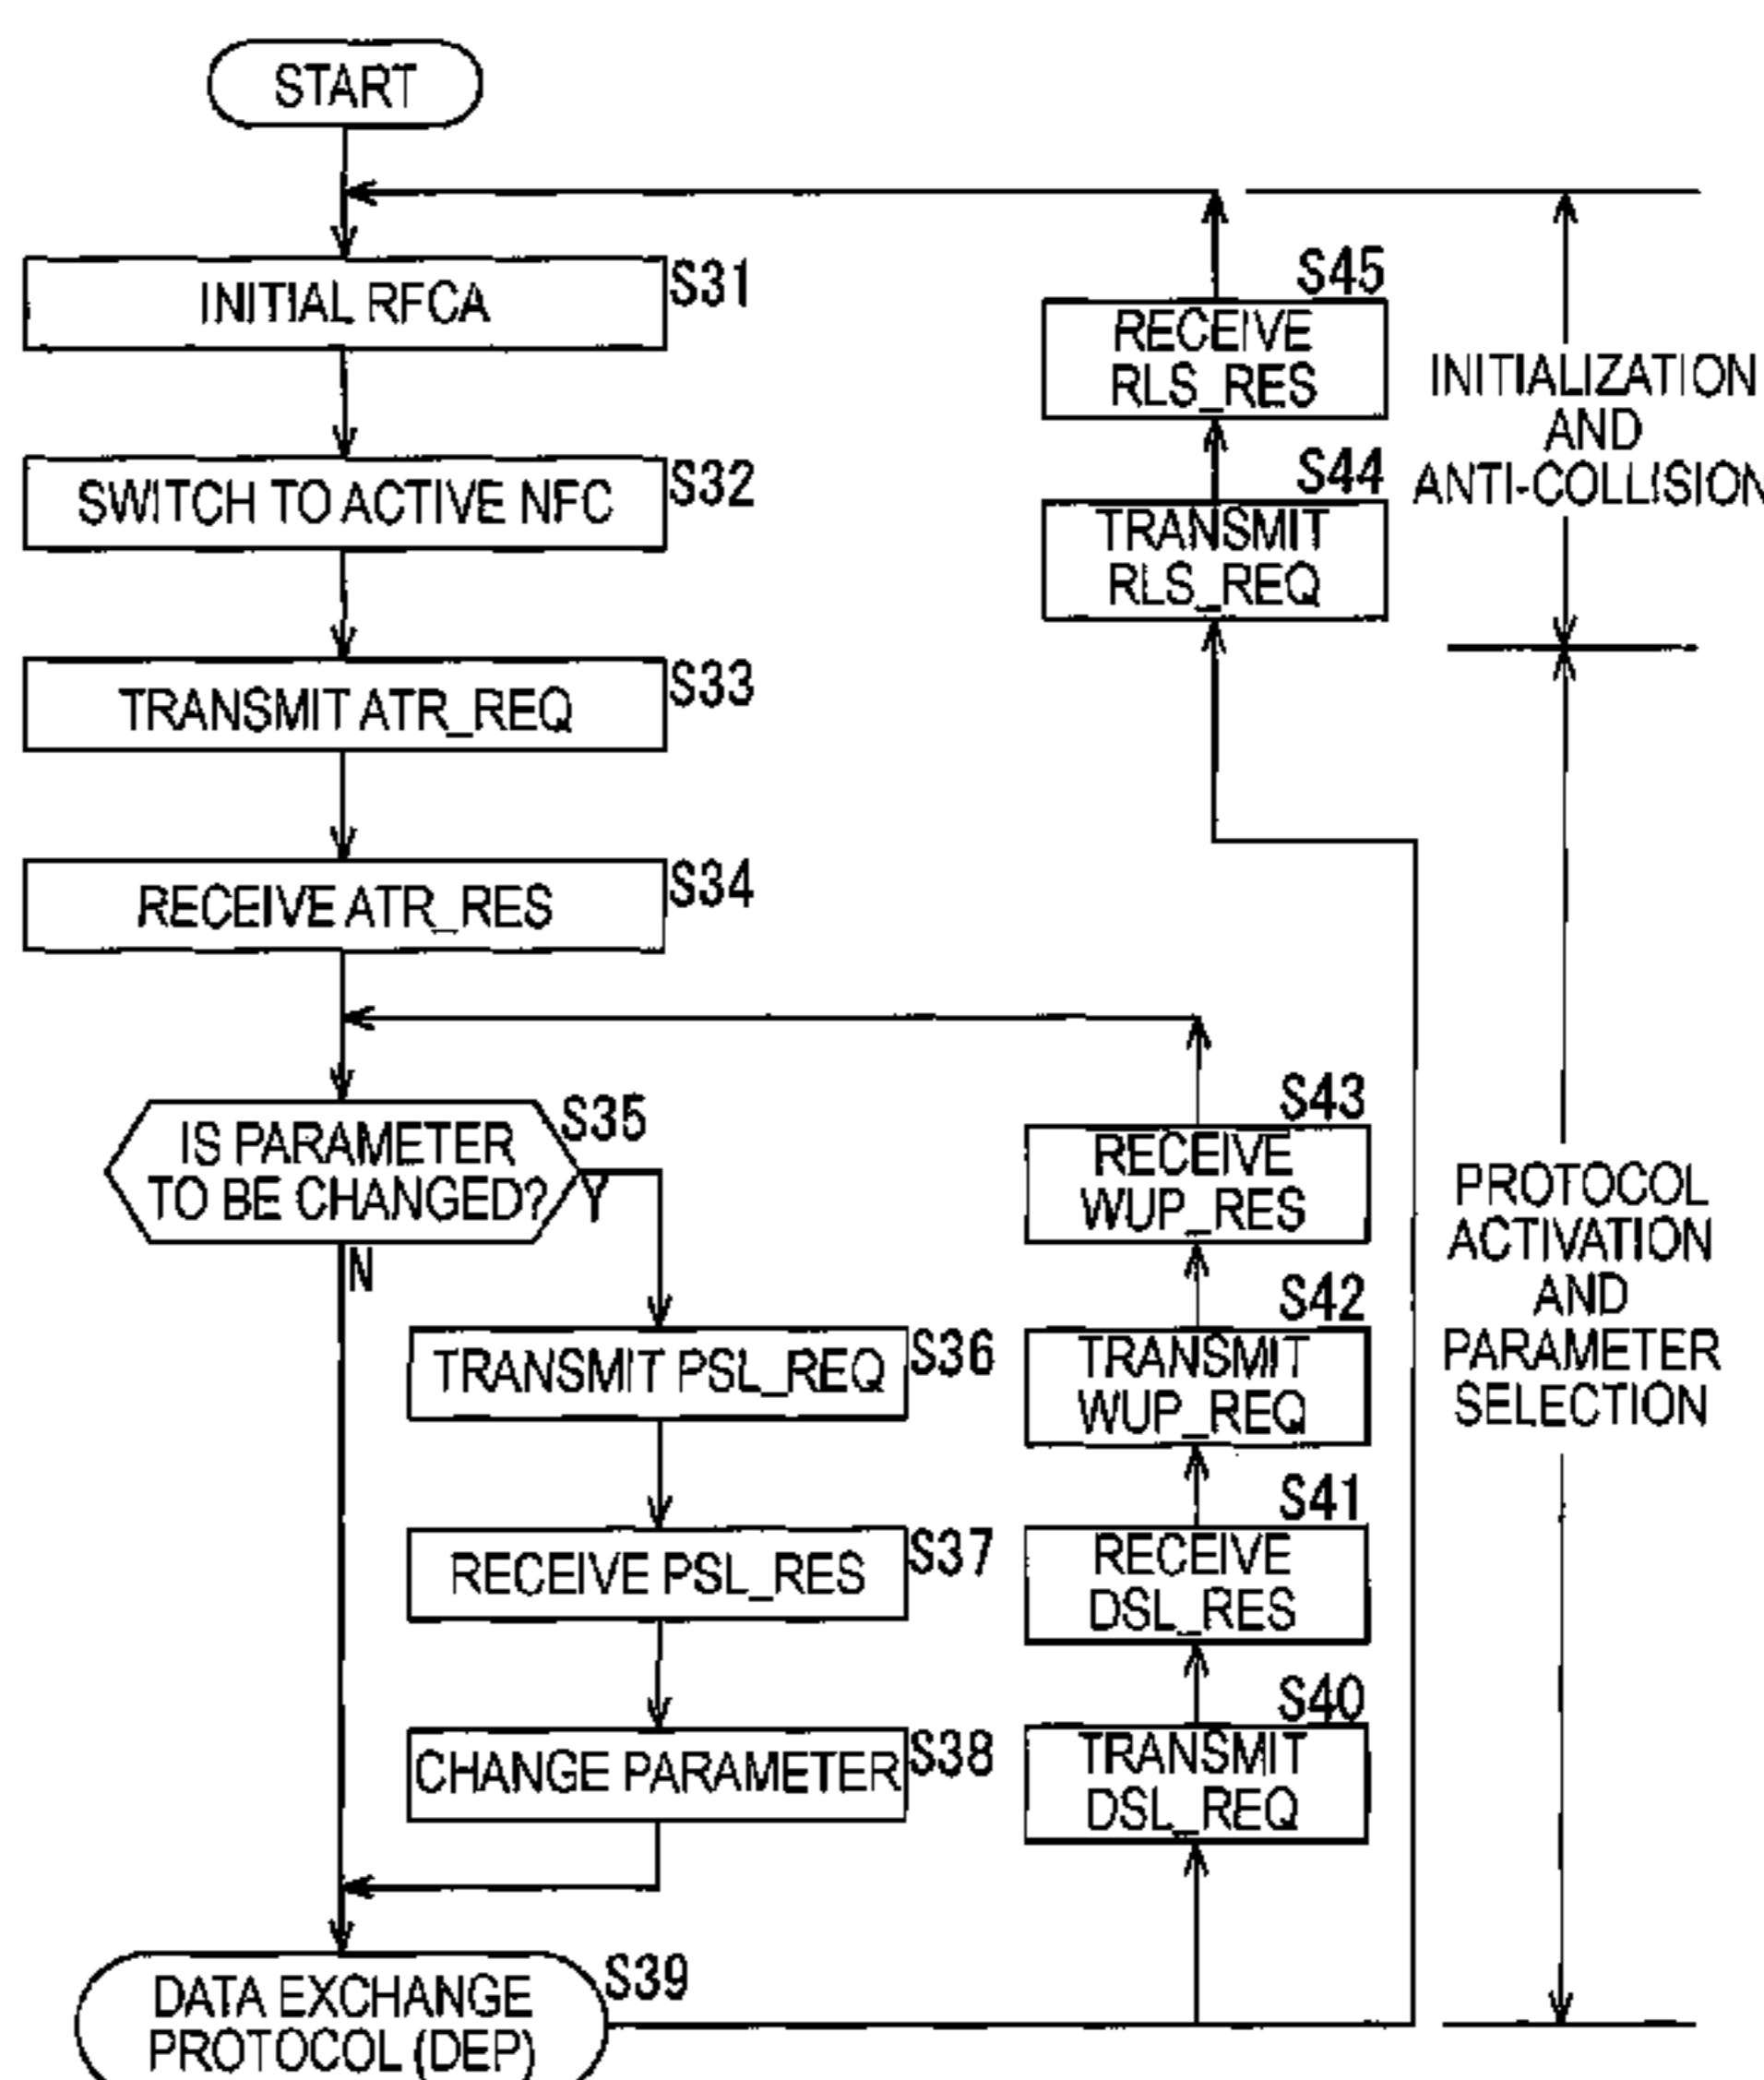 START
INITIAL RFCA
S31
SWITCH TO ACTIVE NFC
S32
TRANSMIT ATR_REQ
S33
RECEIVE ATR_RES
S34
IS PARAMETER
TO BE CHANGED?
S35
Y
N
TRANSMIT PSL_REQ
S36
RECEIVE PSL_RES
S37
CHANGE PARAMETER
S38
DATA EXCHANGE
PROTOCOL (DEP)
S39
S45
RECEIVE
RLS_RES
S44
TRANSMIT
RLS_REQ
S43
RECEIVE
WUP_RES
S42
TRANSMIT
WUP_REQ
S41
RECEIVE
DSL_RES
S40
TRANSMIT
DSL_REQ
INITIALIZATION
AND
ANTI-COLLISION
PROTOCOL
ACTIVATION
AND
PARAMETER
SELECTION